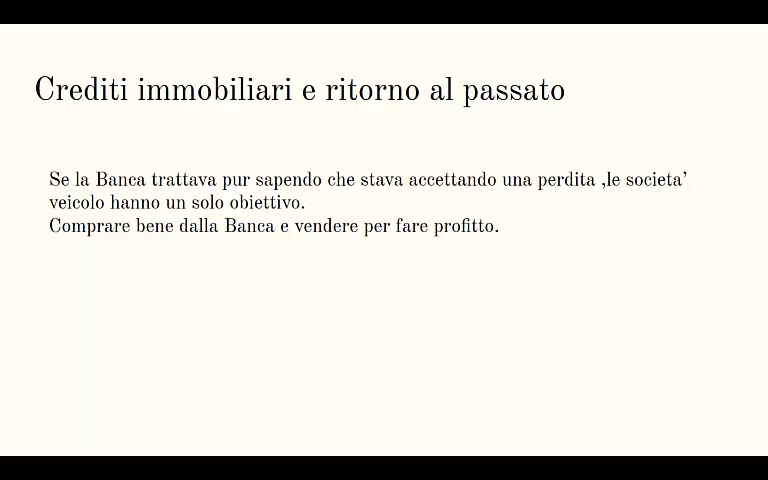 Crediti immobiliari e ritorno al passato
Se la Banca trattava pur sapendo che stava accettando una perdita ,le societa’
veicolo hanno un solo obiettivo.
Comprare bene dalla Banca e vendere per fare profitto.